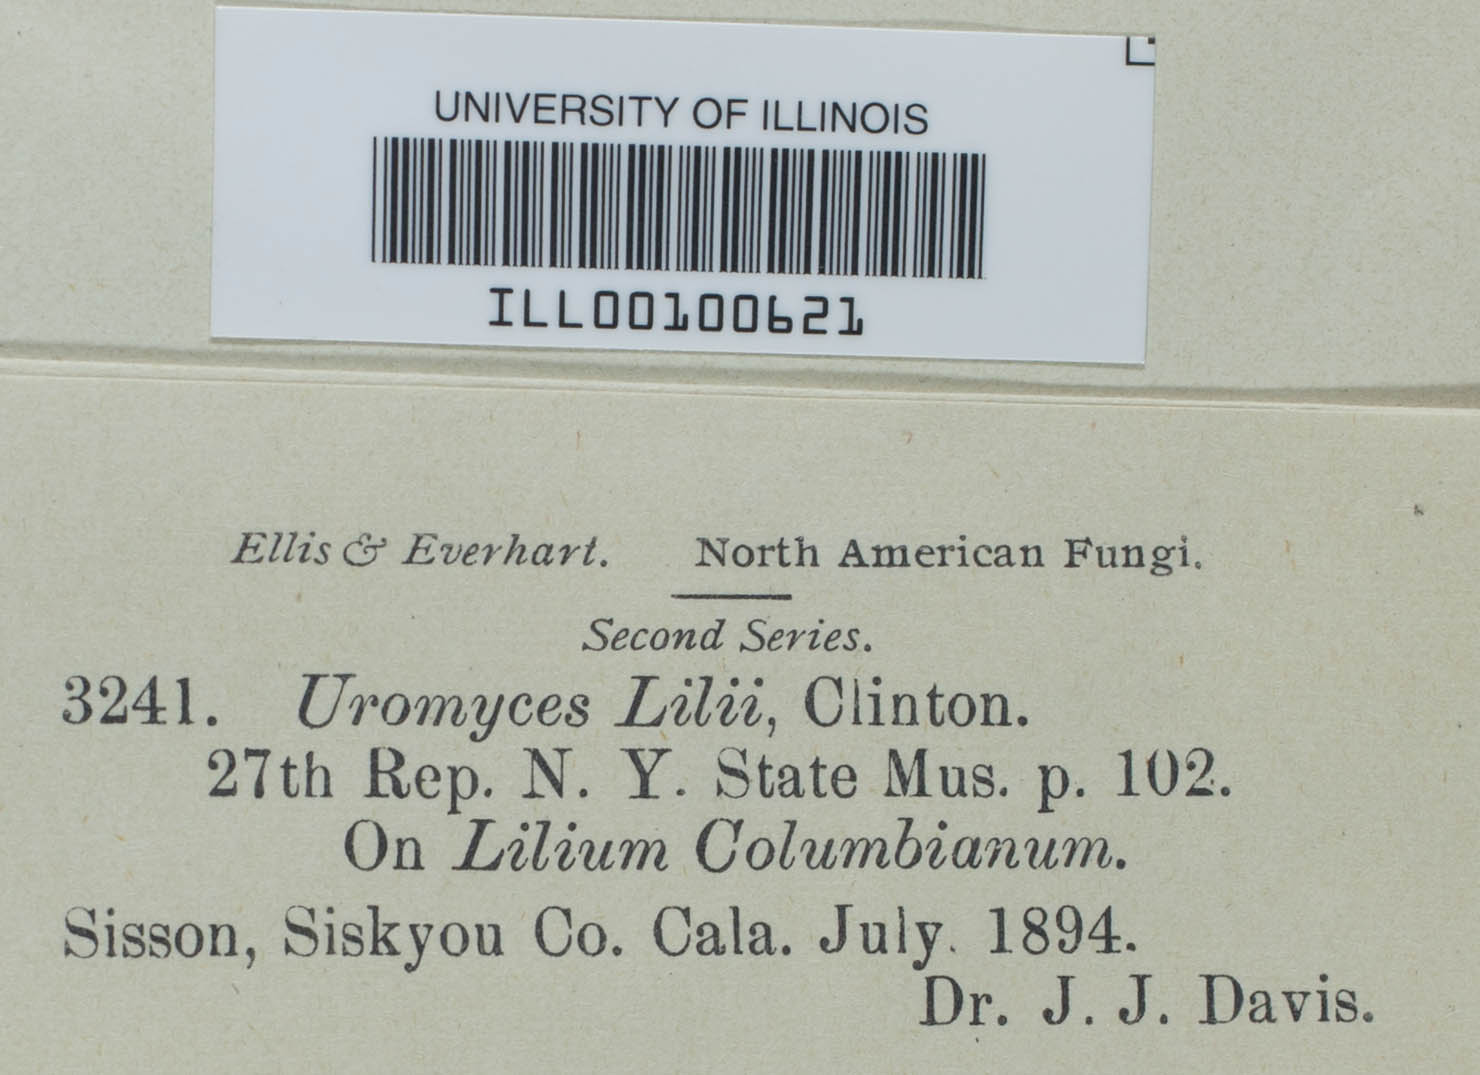 UNIVERSITY OF ILLINOIS
ILL00100621
Ellis & Everhart. North American Fungi.
Second Series.
3241. Uromyces Lilii, Clinton.
27th Rep. N. Y. State Mus. p. 102.
On Lilium Columbianum.
Sisson, Siskyou Co. Cala. July. 1894.
Dr. J. J. Davis.